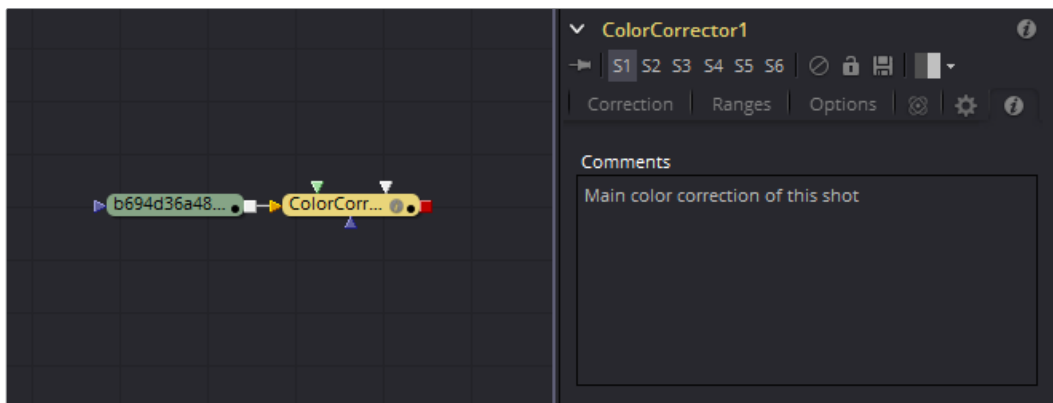 ColorCorrector1
S1 S2 S3 S4 S5 S6
Correction Ranges Options
Comments
Main color correction of this shot
b694d36a48... ColorCorr...